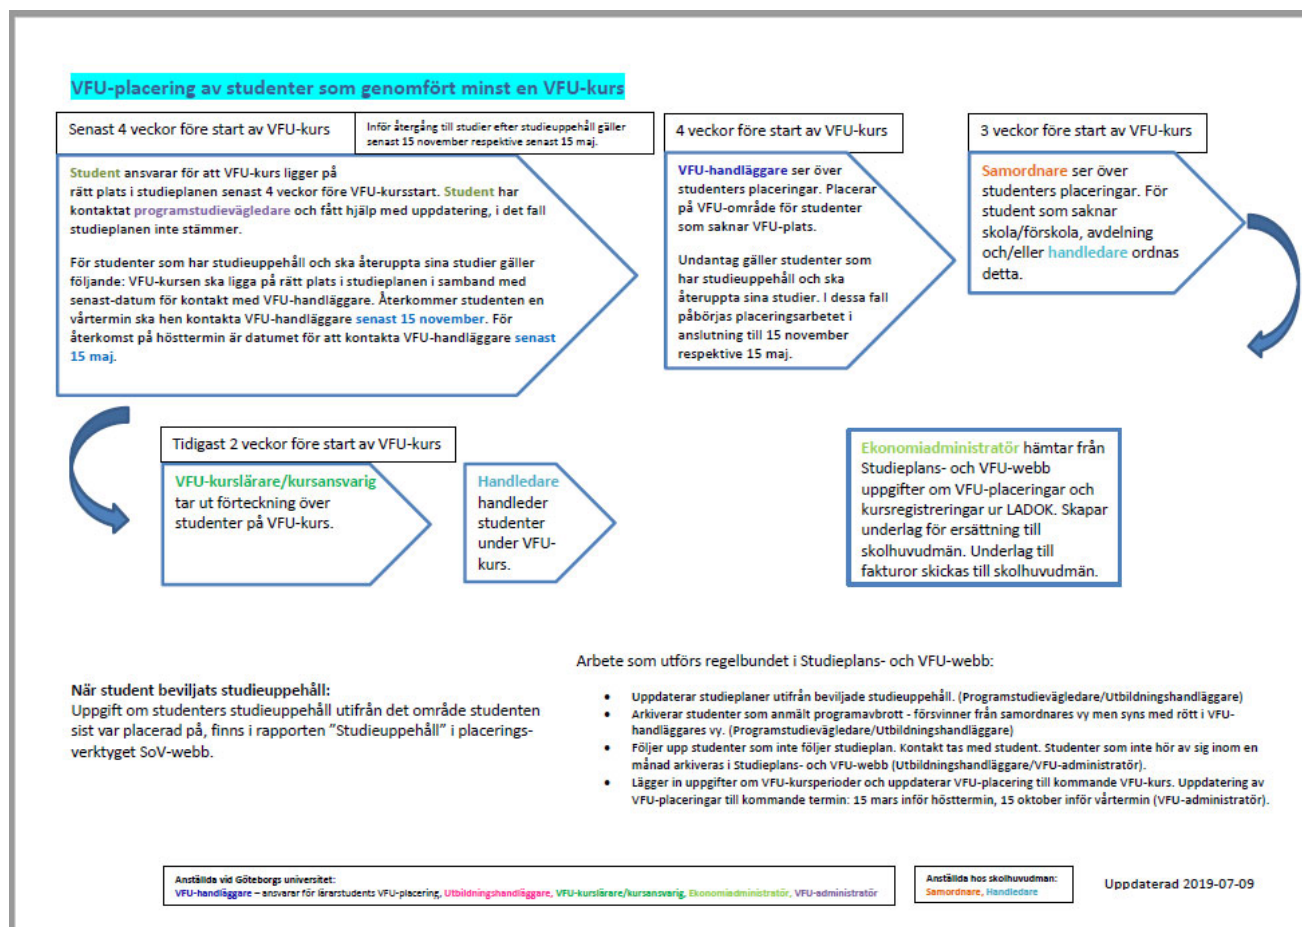 VFU-placering av studenter som genomfört minst en VFU-kurs
Senast 4 veckor före start av VFU-kurs
Inför återgång till studier efter studieuppehåll gäller
senast 15 november respektive senast 15 maj.
Student ansvarar för att VFU-kurs ligger på
rätt plats i studieplanen senast 4 veckor före VFU-kursstart. Student har
kontaktat programstudievägledare och fått hjälp med uppdatering, i det fall
studieplanen inte stämmer.
För studenter som har studieuppehåll och ska återuppta sina studier gäller
följande: VFU-kursen ska ligga på rätt plats i studieplanen i samband med
senast-datum för kontakt med VFU-handläggare. Återkommer studenten en
vårtermin ska hen kontakta VFU-handläggare senast 15 november. För
återkomst på hösttermin är datumet för att kontakta VFU-handläggare senast
15 maj.
4 veckor före start av VFU-kurs
VFU-handläggare ser över
studenters placeringar. Placerar
på VFU-område för studenter
som saknar VFU-plats.
Undantag gäller studenter som
har studieuppehåll och ska
återuppta sina studier. I dessa fall
påbörjas placeringsarbetet i
anslutning till 15 november
respektive 15 maj.
3 veckor före start av VFU-kurs
Samordnare ser över
studenters placeringar. För
student som saknar
skola/förskola, avdelning
och/eller handledare ordnas
detta.
Tidigast 2 veckor före start av VFU-kurs
VFU-kurslärare/kursansvarig
tar ut förteckning över
studenter på VFU-kurs.
Handledare
handleder
studenter
under VFU-
kurs.
Ekonomiadministratör hämtar från
Studieplans- och VFU-webb
uppgifter om VFU-placeringar och
kursregistreringar ur LADOK. Skapar
underlag för ersättning till
skolhuvudmän. Underlag till
fakturor skickas till skolhuvudmän.
När student beviljats studieuppehåll:
Uppgift om studenters studieuppehåll utifrån det område studenten
sist var placerad på, finns i rapporten ”Studieuppehåll” i placerings-
verktyget SoV-webb.
Arbete som utförs regelbundet i Studieplans- och VFU-webb:
• Uppdaterar studieplaner utifrån beviljade studieuppehåll. (Programstudievägledare/Utbildningshandläggare)
• Arkiverar studenter som anmält programavbrott - försvinner från samordnares vy men syns med rött i VFU-
handläggares vy. (Programstudievägledare/Utbildningshandläggare)
• Följer upp studenter som inte följer studieplan. Kontakt tas med student. Studenter som inte hör av sig inom en
månad arkiveras i Studieplans- och VFU-webb (Utbildningshandläggare/VFU-administratör).
• Lägger in uppgifter om VFU-kursperioder och uppdaterar VFU-placering till kommande VFU-kurs. Uppdatering av
VFU-placeringar till kommande termin: 15 mars inför hösttermin, 15 oktober inför vårtermin (VFU-administratör).
Anställda vid Göteborgs universitet:
VFU-handläggare – ansvarar för lärarstudents VFU-placering, Utbildningshandläggare, VFU-kurslärare/kursansvarig, Ekonomiadministratör, VFU-administratör
Anställda hos skolhuvudman:
Samordnare, Handledare
Uppdaterad 2019-07-09